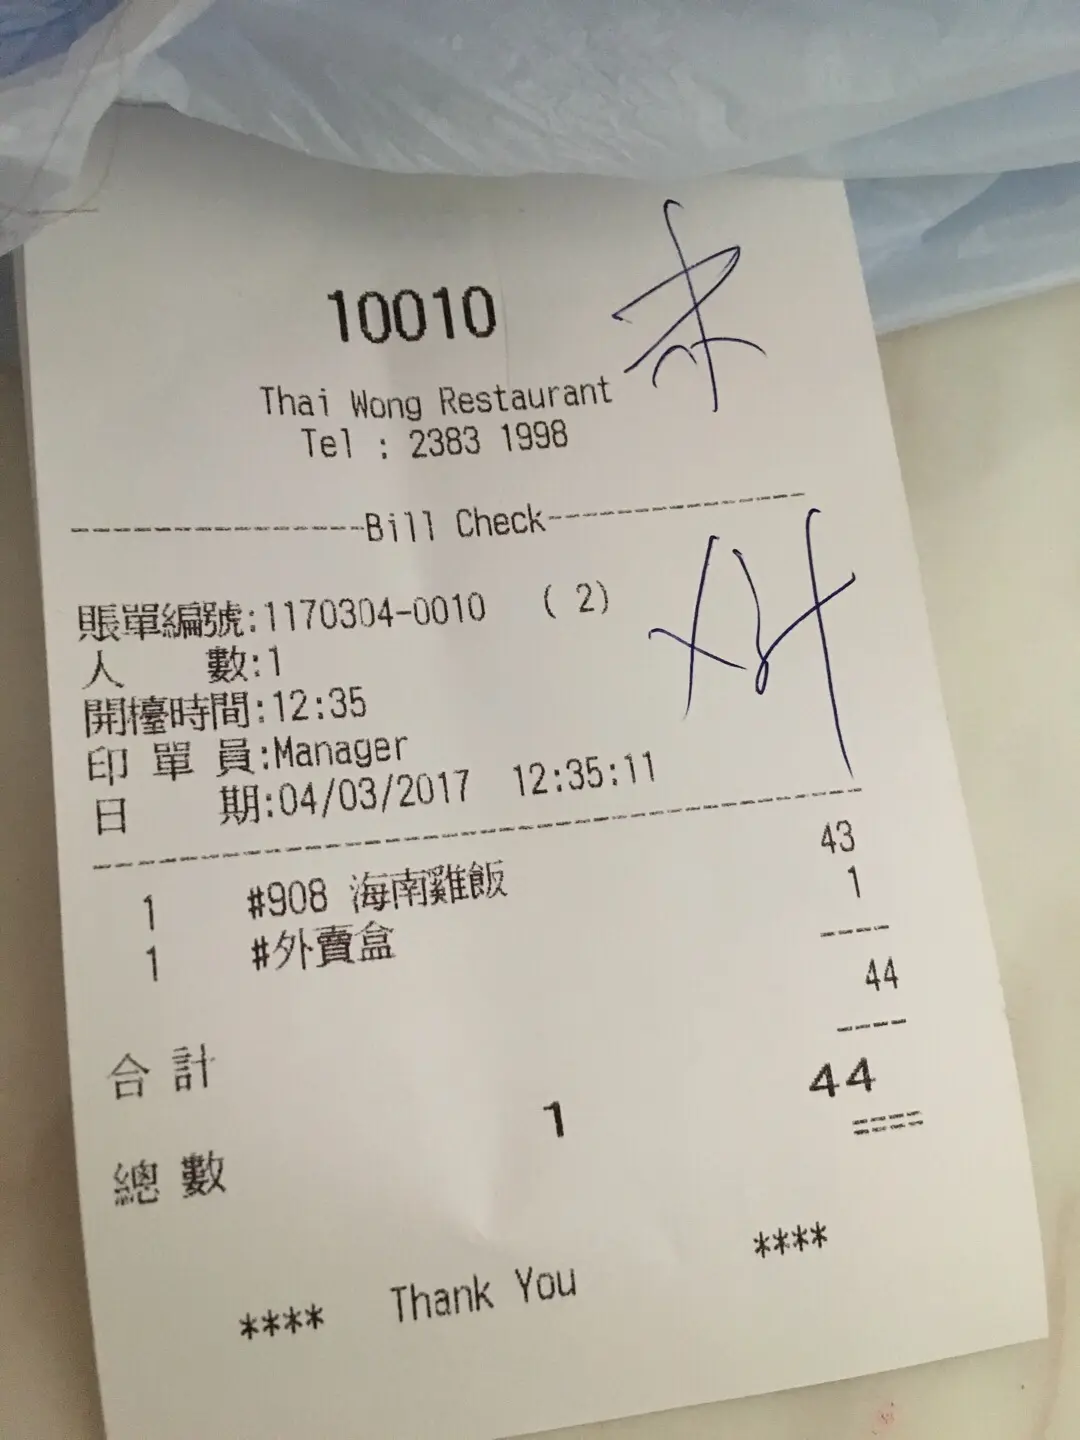 10010
Thai Wong Restaurant
Tel : 2383 1998
------------------Bill Check----------------
賬單編號:1170304-0010 ( 2)
人 數:1
開檯時間:12:35
印 單 員:Manager
日 期:04/03/2017 12:35:11
1 #908 海南雞飯 43
1 #外賣盒 1
合 計 44
總 數 1 44
**** Thank You ****